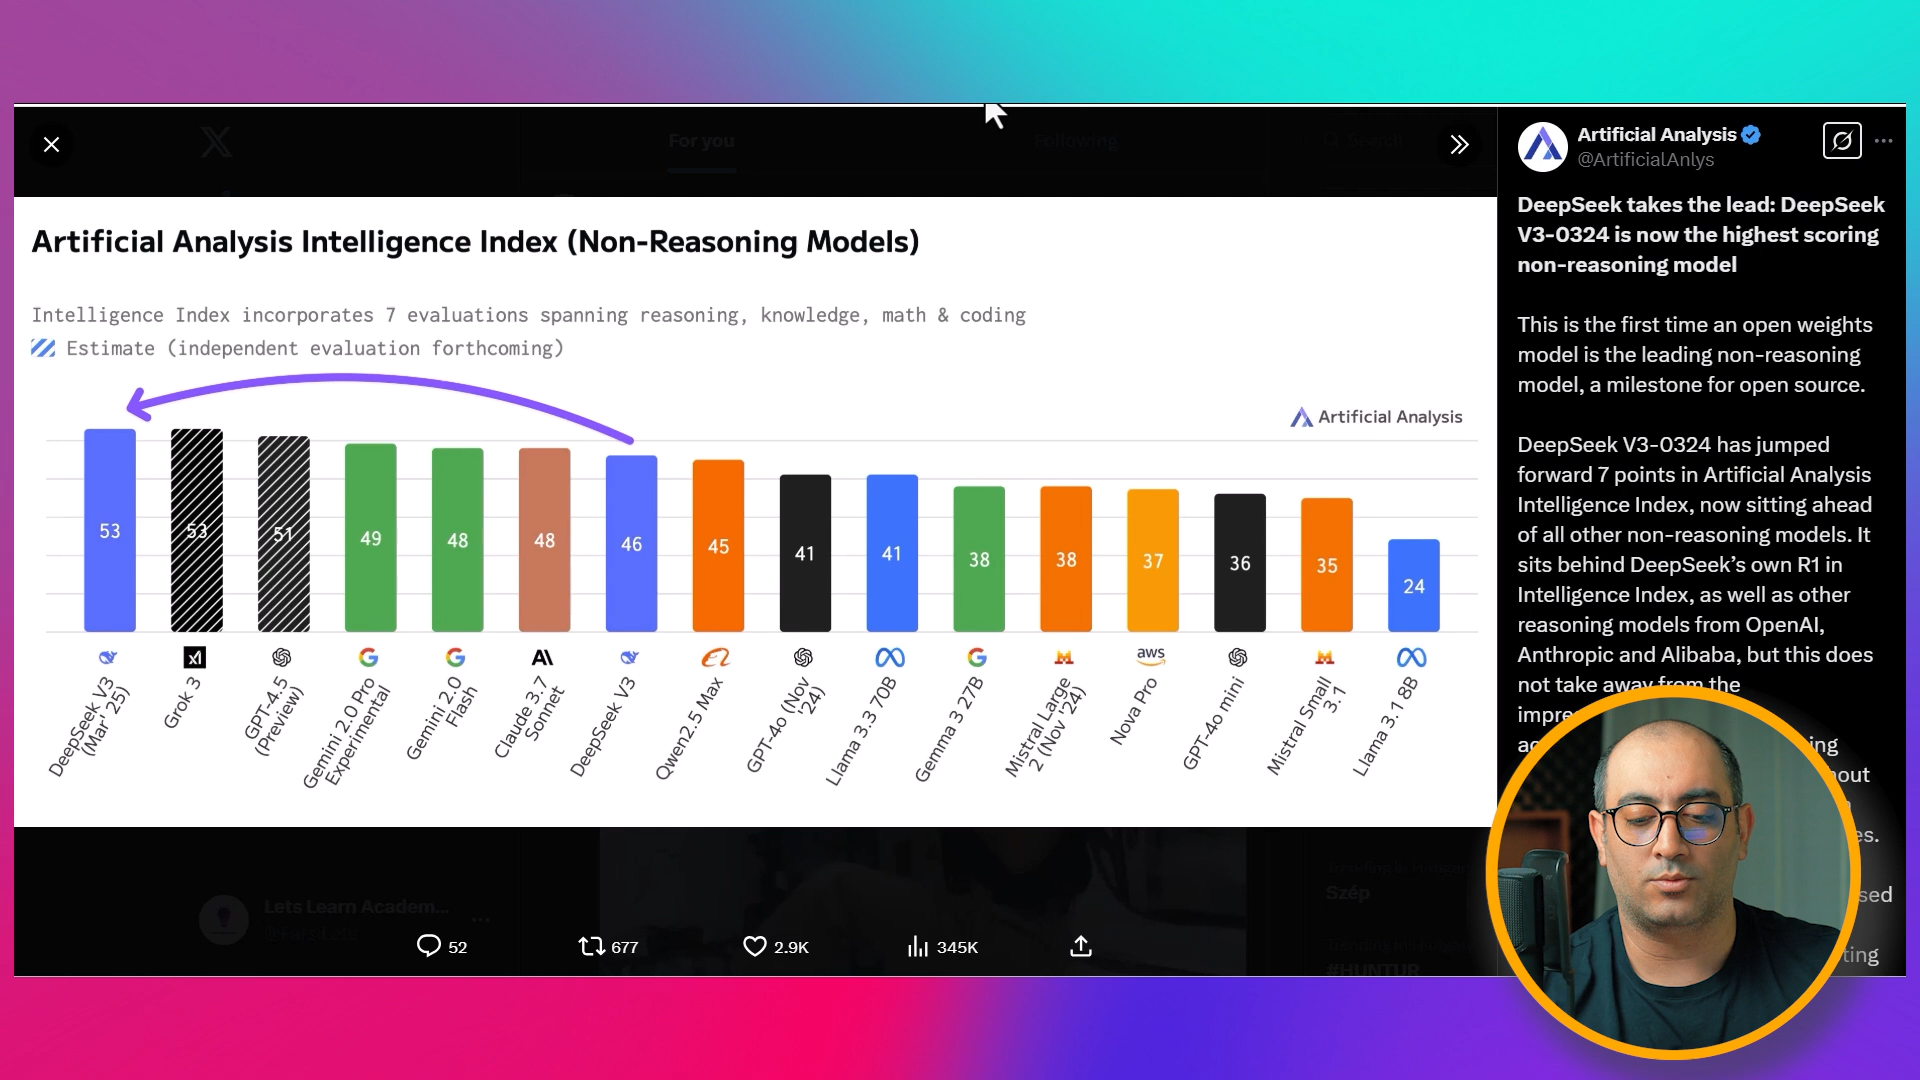 For you
Following
Search
Artificial Analysis
@ArtificialAnlys
Artificial Analysis Intelligence Index (Non-Reasoning Models)
Intelligence Index incorporates 7 evaluations spanning reasoning, knowledge, math & coding
Estimate (independent evaluation forthcoming)
Artificial Analysis
53
53
51
49
48
48
46
45
41
41
38
38
37
36
35
24
aws
DeepSeek V3
(Mar' 25)
Grok 3
GPT-4.5
(Preview)
Gemini 2.0 Pro
Experimental
Gemini 2.0
Flash
Claude 3.7
Sonnet
DeepSeek V3
Qwen2.5 Max
GPT-4o (Nov
'24)
Llama 3.3 70B
Gemma 3 27B
Mistral Large
2 (Nov '24)
Nova Pro
GPT-4o mini
Mistral Small
3.1
Llama 3.1 8B
DeepSeek takes the lead: DeepSeek
V3-0324 is now the highest scoring
non-reasoning model
This is the first time an open weights
model is the leading non-reasoning
model, a milestone for open source.
DeepSeek V3-0324 has jumped
forward 7 points in Artificial Analysis
Intelligence Index, now sitting ahead
of all other non-reasoning models. It
sits behind DeepSeek's own R1 in
Intelligence Index, as well as other
reasoning models from OpenAI,
Anthropic and Alibaba, but this does
not take away from the
Lets Learn Academ...
Szép
#HUNTUR
52
677
2.9K
345K